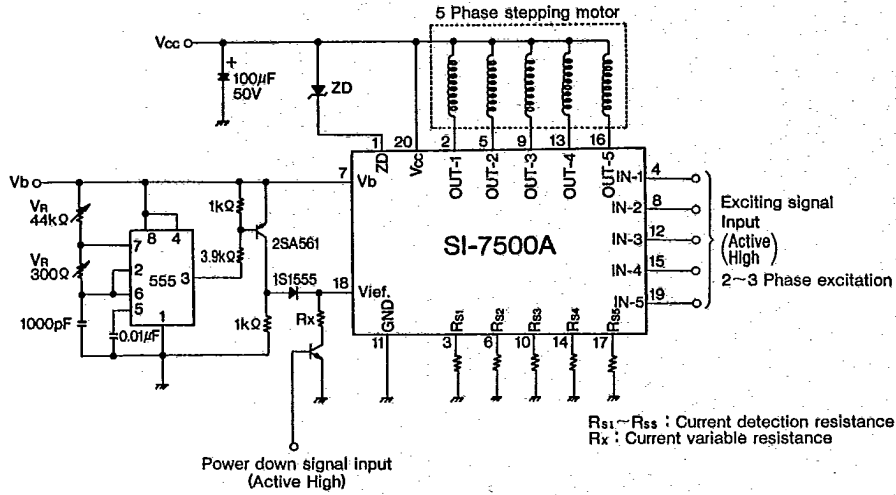 5 Phase stepping motor
Vcc
+
100μF
50V
ZD
1
20
2
5
9
13
16
ZD
Vcc
OUT-1
OUT-2
OUT-3
OUT-4
OUT-5
Vb
7
Vb
IN-1
4
IN-2
8
IN-3
12
IN-4
15
IN-5
19
Exciting signal
Input
(Active
High)
2~3 Phase excitation
VR
44kΩ
VR
300Ω
1000pF
0.01μF
8
4
7
2
6
5
555
3
1
1kΩ
3.9kΩ
2SA561
1S1555
1kΩ
Rx
18
Vief.
SI-7500A
GND
RS1
RS2
RS3
RS4
RS5
11
3
6
10
14
17
Power down signal input
(Active High)
RS1~RSS : Current detection resistance
Rx : Current variable resistance